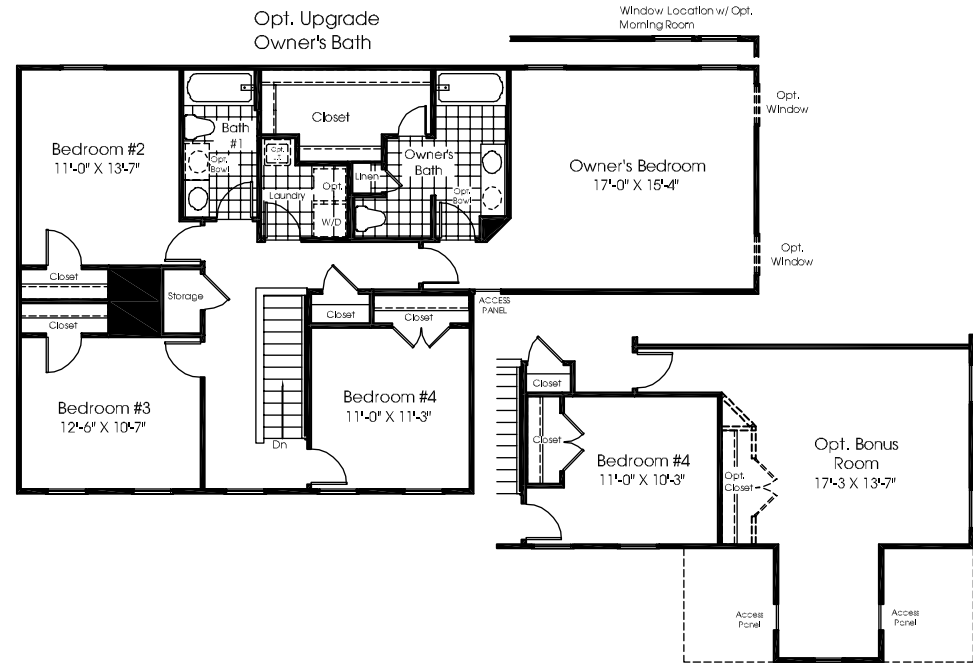 Opt. Upgrade
Owner's Bath
Window Location w/ Opt.
Morning Room
Bedroom #2
11'-0" X 13'-7"
Bath
#1
Opt.
Bowl
Closet
Opt.
Laundry
Opt.
W/D
Linen
Owner's
Bath
Opt.
Bowl
Owner's Bedroom
17'-0" X 15'-4"
Opt.
Window
Opt.
Window
Closet
Storage
Closet
Closet
Closet
ACCESS
PANEL
Bedroom #3
12'-6" X 10'-7"
Dn
Bedroom #4
11'-0" X 11'-3"
Closet
Closet
Bedroom #4
11'-0" X 10'-3"
Opt.
Closet
Opt. Bonus
Room
17'-3 X 13'-7"
Access
Panel
Access
Panel